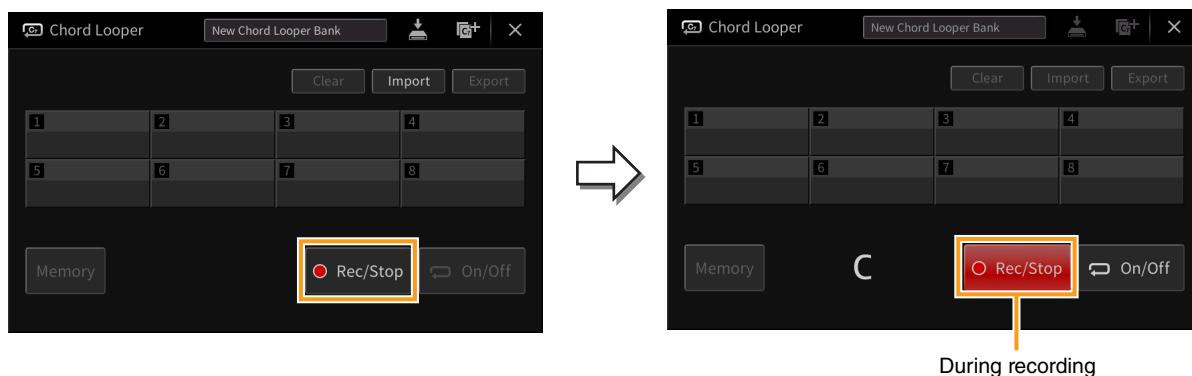 Chord Looper New Chord Looper Bank
Clear Import Export
1 2 3 4
5 6 7 8
Memory Rec/Stop On/Off
Chord Looper New Chord Looper Bank
Clear Import Export
1 2 3 4
5 6 7 8
Memory C Rec/Stop On/Off
During recording